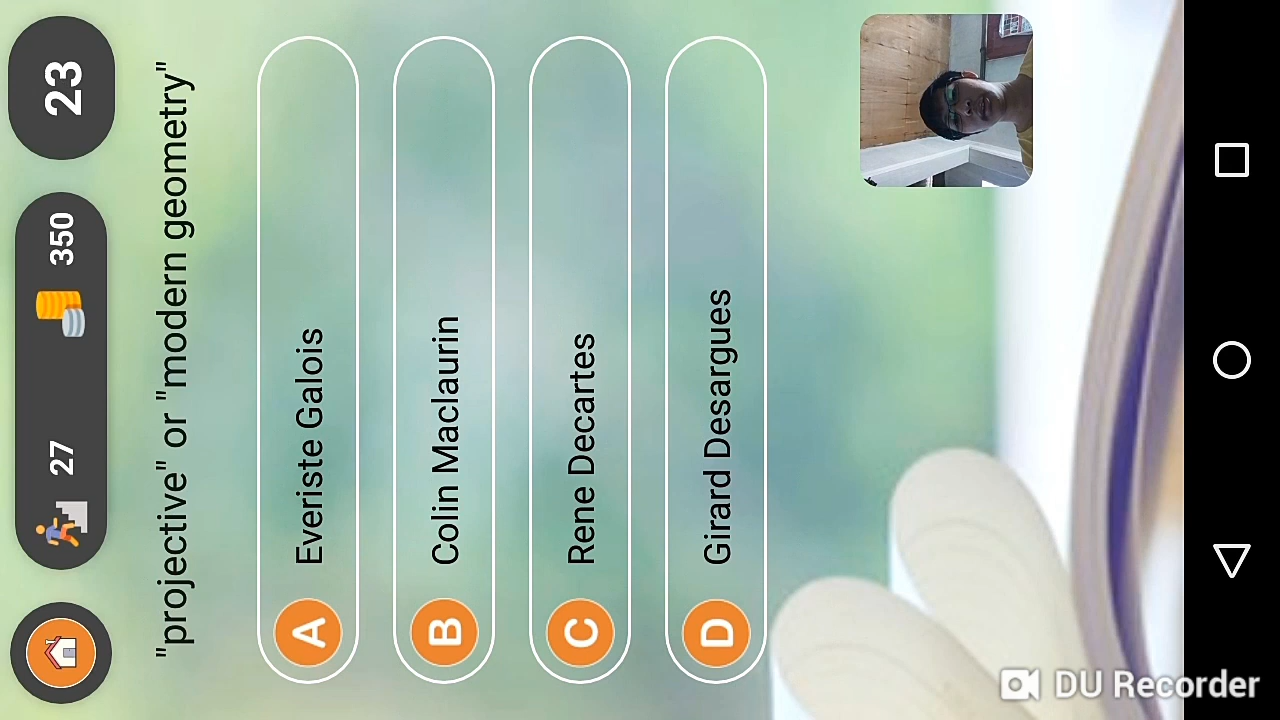 27 350 23
"projective" or "modern geometry"
A Everiste Galois
B Colin Maclaurin
C Rene Decartes
D Girard Desargues
DU Recorder